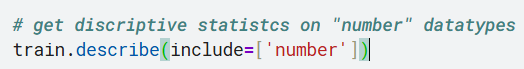 # get discriptive statistcs on "number" datatypes
train.describe(include=['number'])